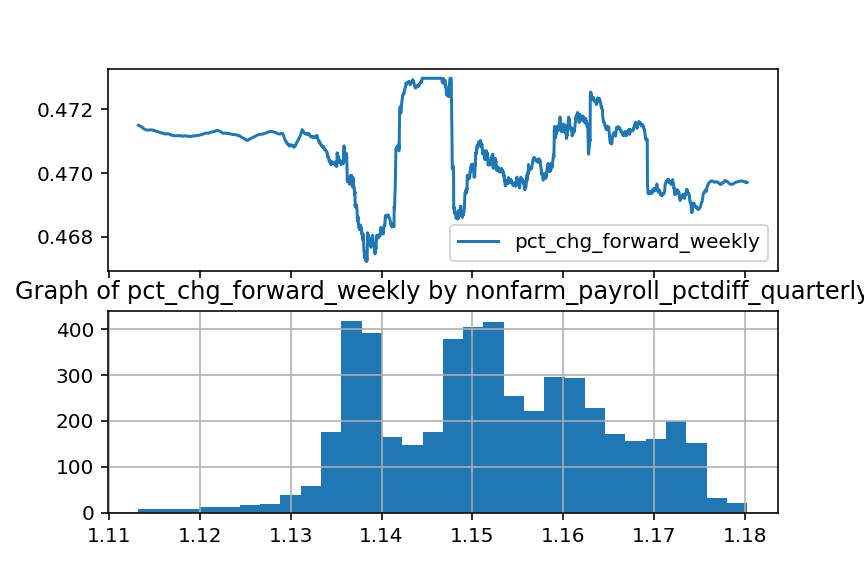 0.472
0.470
0.468
pct_chg_forward_weekly
Graph of pct_chg_forward_weekly by nonfarm_payroll_pctdiff_quarterly
400
300
200
100
0
1.11 1.12 1.13 1.14 1.15 1.16 1.17 1.18